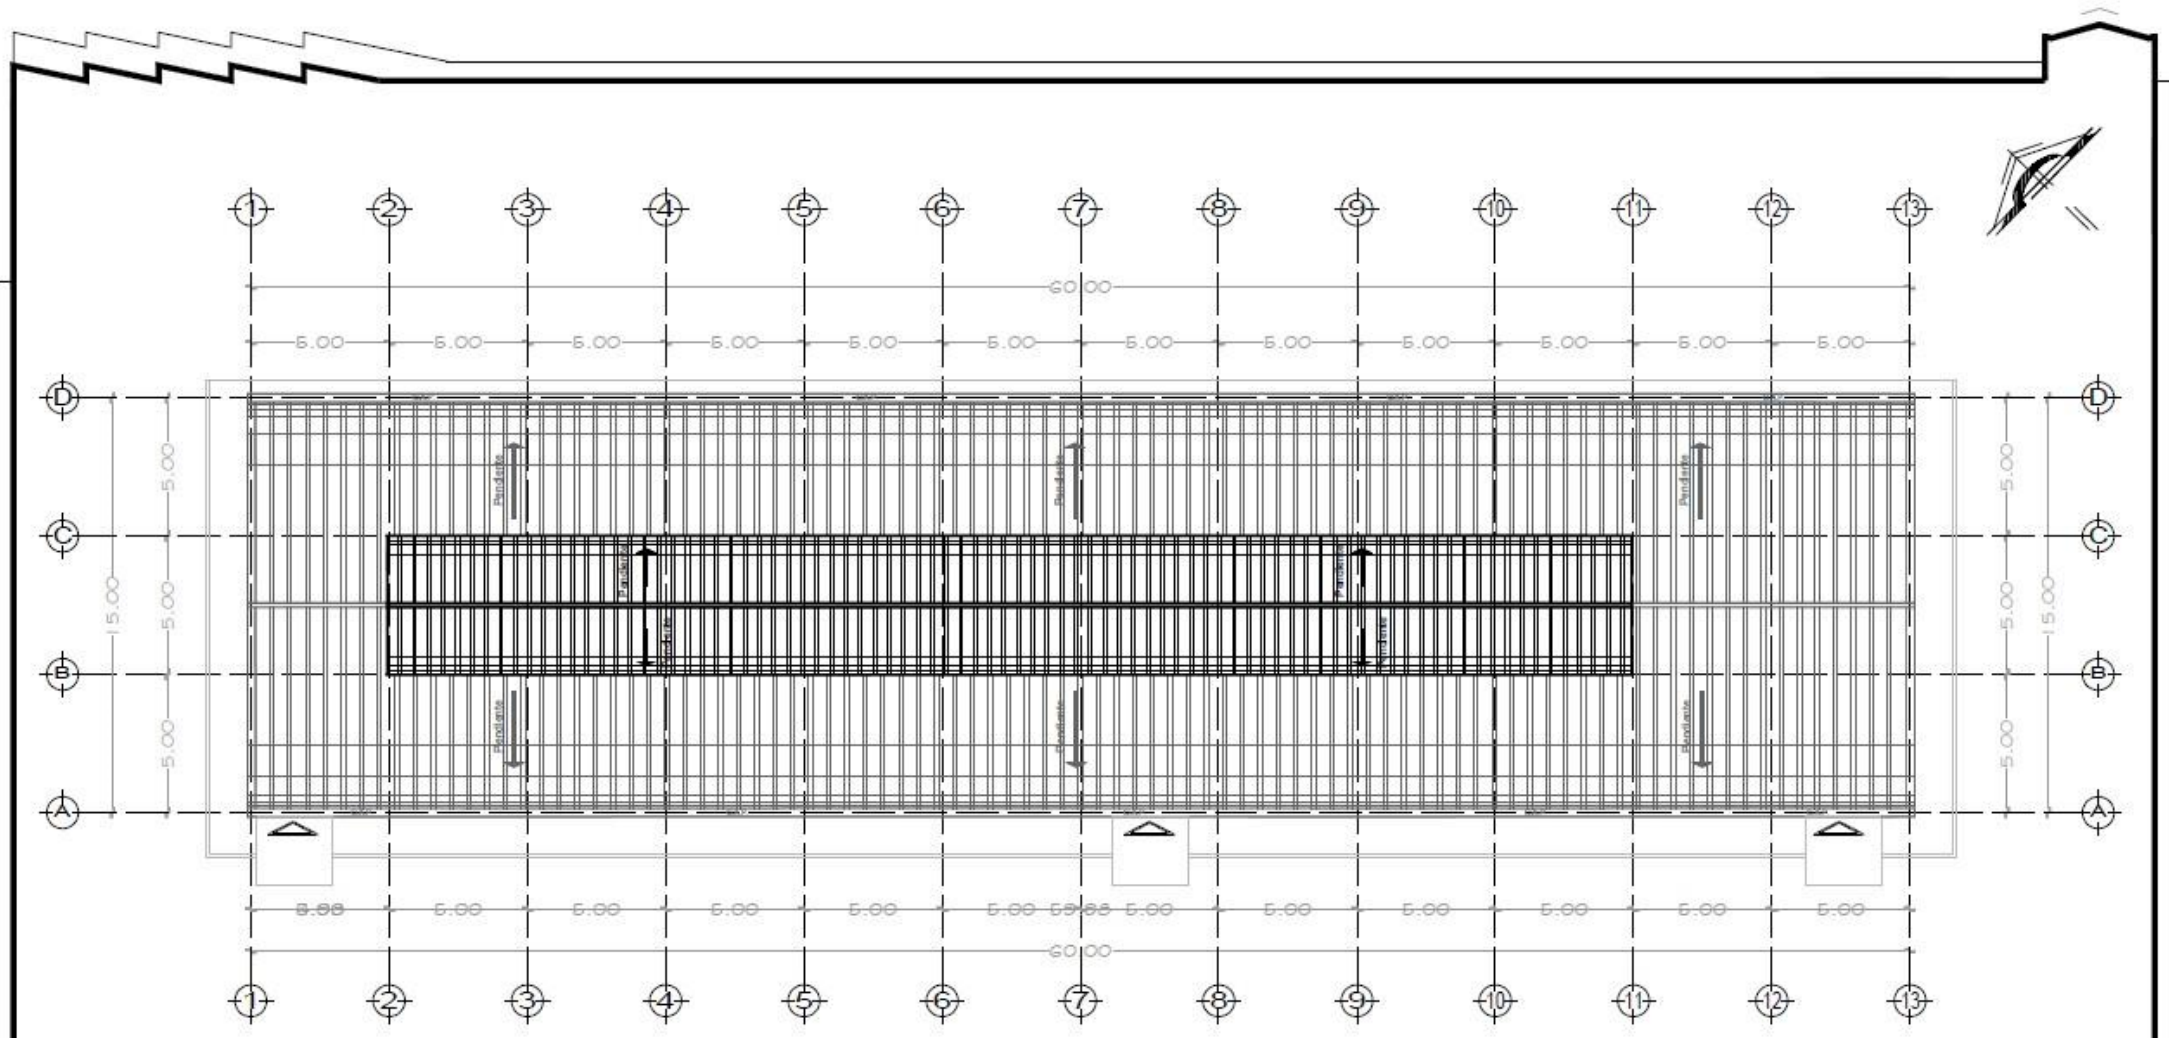 1 2 3 4 5 6 7 8 9 10 11 12 13
60.00
5.00 5.00 5.00 5.00 5.00 5.00 5.00 5.00 5.00 5.00 5.00 5.00
D D
5.00 Pendiente Pendiente Pendiente 5.00
C C
Pendiente Pendiente
15.00 5.00 5.00 15.00
Pendiente Pendiente
B B
5.00 Pendiente Pendiente Pendiente 5.00
A A
5.00 5.00 5.00 5.00 5.00 5.00 5.00 5.00 5.00 5.00 5.00
60.00
1 2 3 4 5 6 7 8 9 10 11 12 13